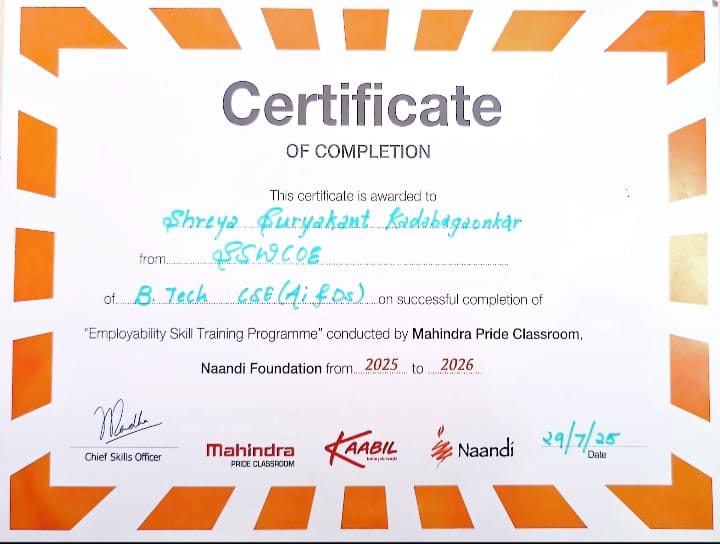 Certificate
OF COMPLETION
This certificate is awarded to
Shreya Suryakant Kadabagaonkar
from SSWCOE
of B. Tech CSE (Ai & Ds) on successful completion of
"Employability Skill Training Programme" conducted by Mahindra Pride Classroom,
Naandi Foundation from 2025 to 2026
Chief Skills Officer
Mahindra
PRIDE CLASSROOM
KAABIL
Naandi
29/7/25
Date